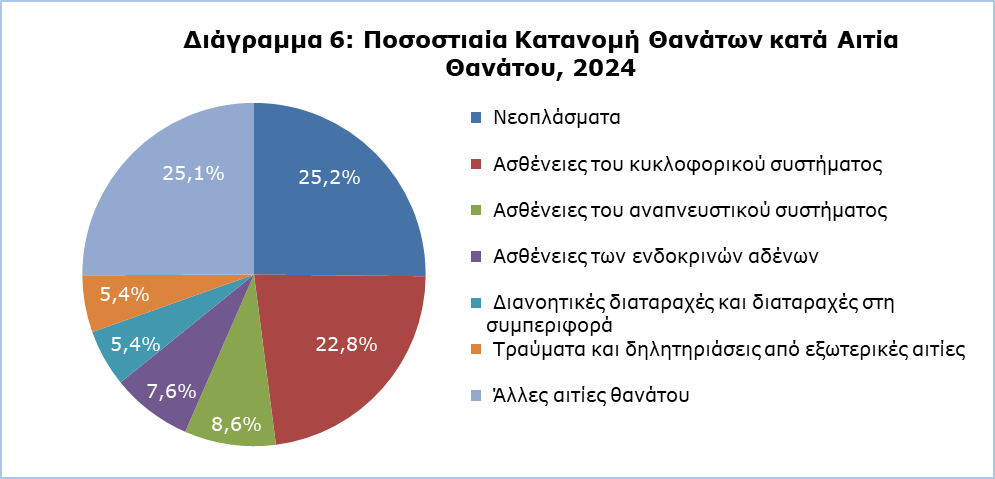 Διάγραμμα 6: Ποσοστιαία Κατανομή Θανάτων κατά Αιτία
Θανάτου, 2024
25,1%
25,2%
5,4%
5,4%
7,6%
8,6%
22,8%
Νεοπλάσματα
Ασθένειες του κυκλοφορικού συστήματος
Ασθένειες του αναπνευστικού συστήματος
Ασθένειες των ενδοκρινών αδένων
Διανοητικές διαταραχές και διαταραχές στη
συμπεριφορά
Τραύματα και δηλητηριάσεις από εξωτερικές αιτίες
Άλλες αιτίες θανάτου